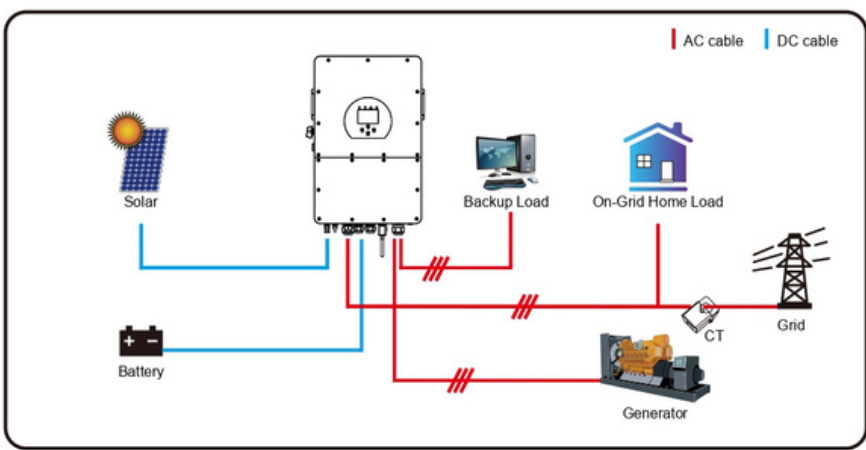 AC cable
DC cable
Solar
Backup Load
On-Grid Home Load
CT
Grid
Battery
Generator